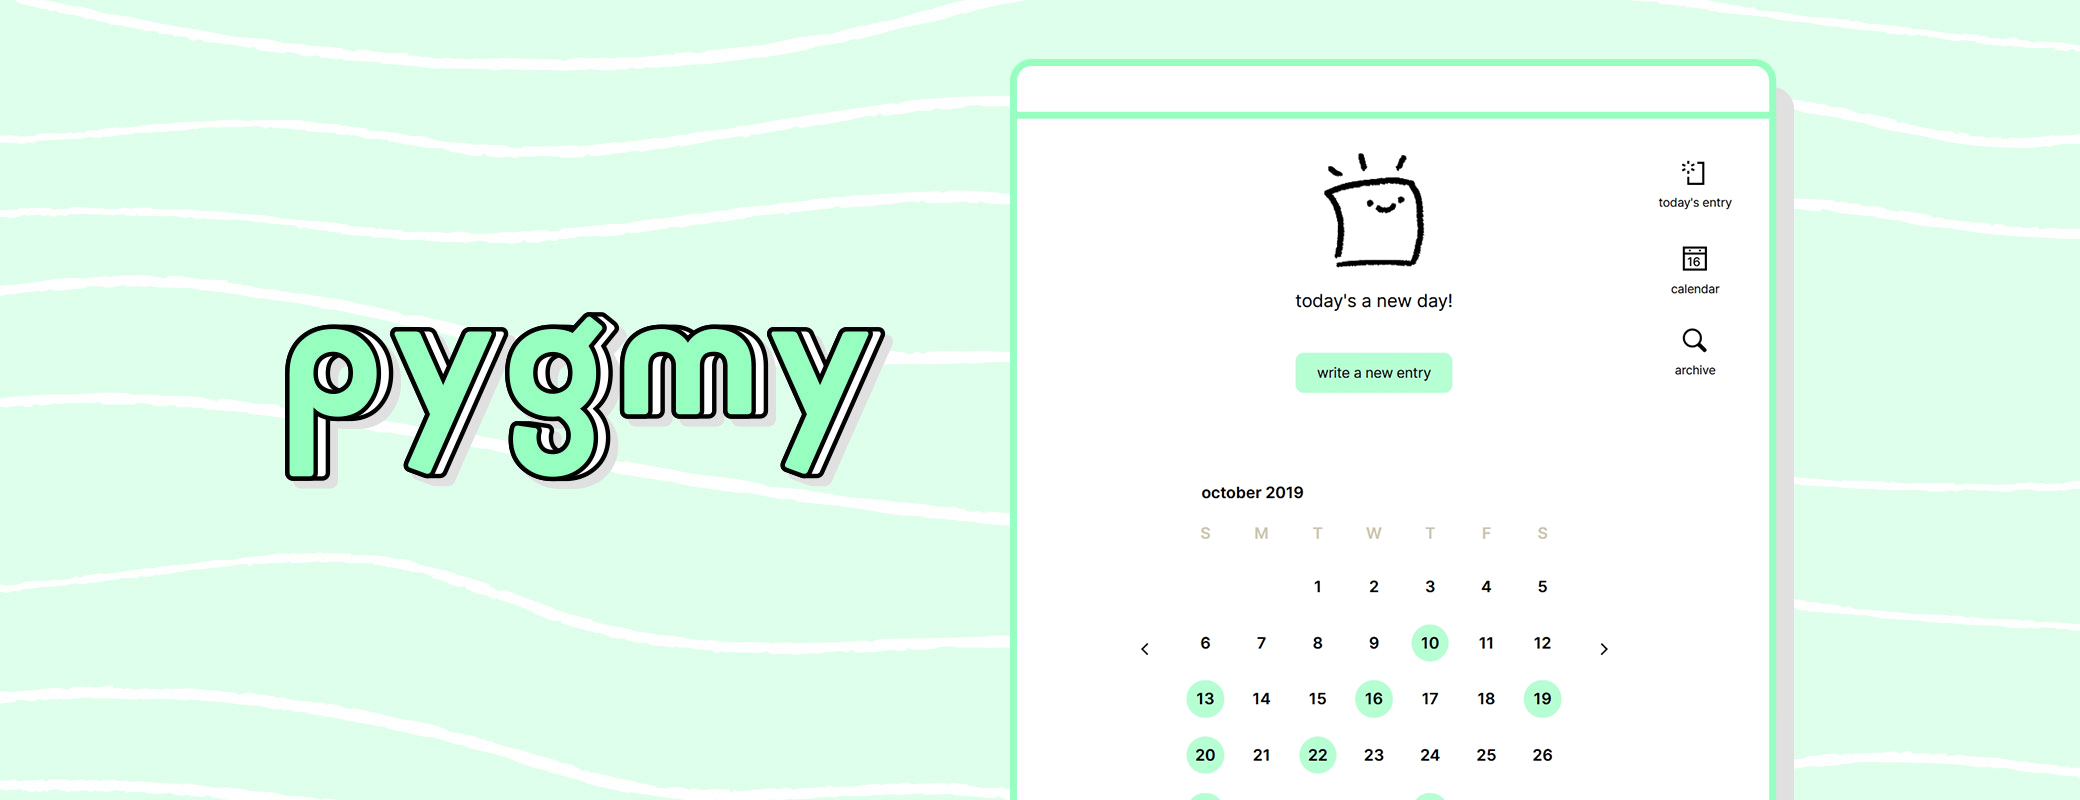 pygmy
today's a new day!
write a new entry
today's entry
16
calendar
archive
october 2019
S M T W T F S
1 2 3 4 5
6 7 8 9 10 11 12
13 14 15 16 17 18 19
20 21 22 23 24 25 26